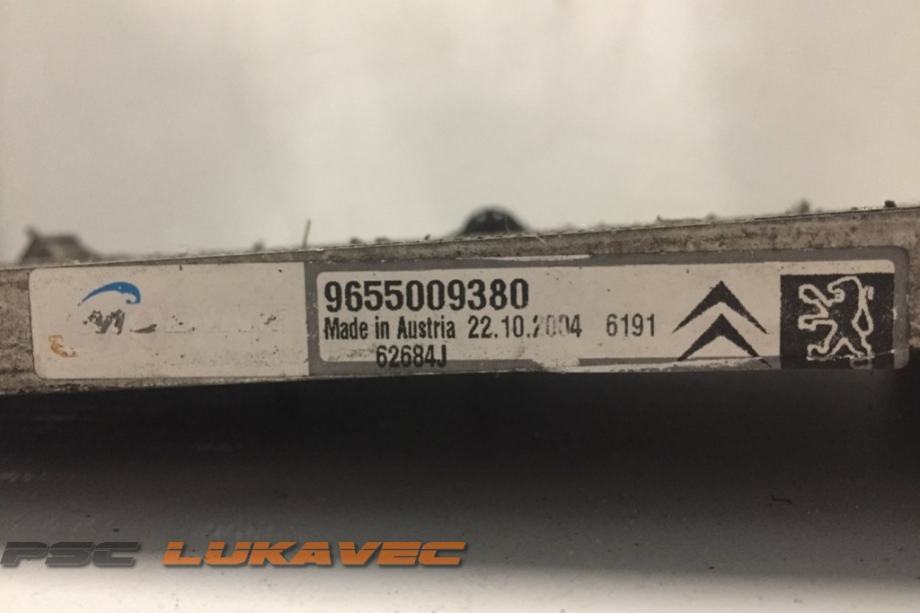 9655009380
Made in Austria 22.10.2004 6191
62684J
PSC LUKAVEC